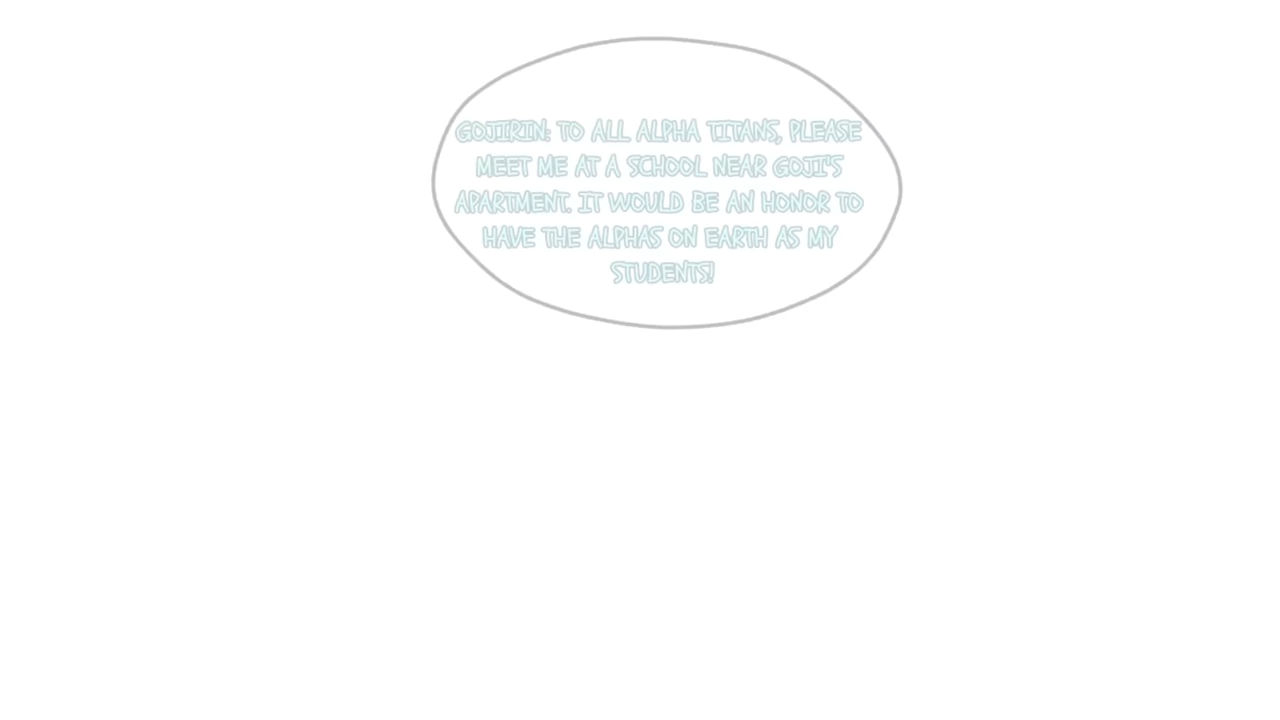 GOJIRIN: TO ALL ALPHA TITANS, PLEASE
MEET ME AT A SCHOOL NEAR GOJI'S
APARTMENT. IT WOULD BE AN HONOR TO
HAVE THE ALPHAS ON EARTH AS MY
STUDENTS!